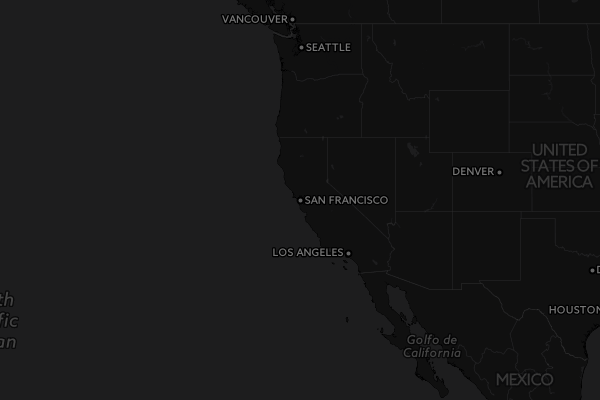 VANCOUVER
SEATTLE
UNITED
STATES OF
AMERICA
DENVER
SAN FRANCISCO
LOS ANGELES
th
fic
an
HOUSTON
Golfo de
California
MEXICO